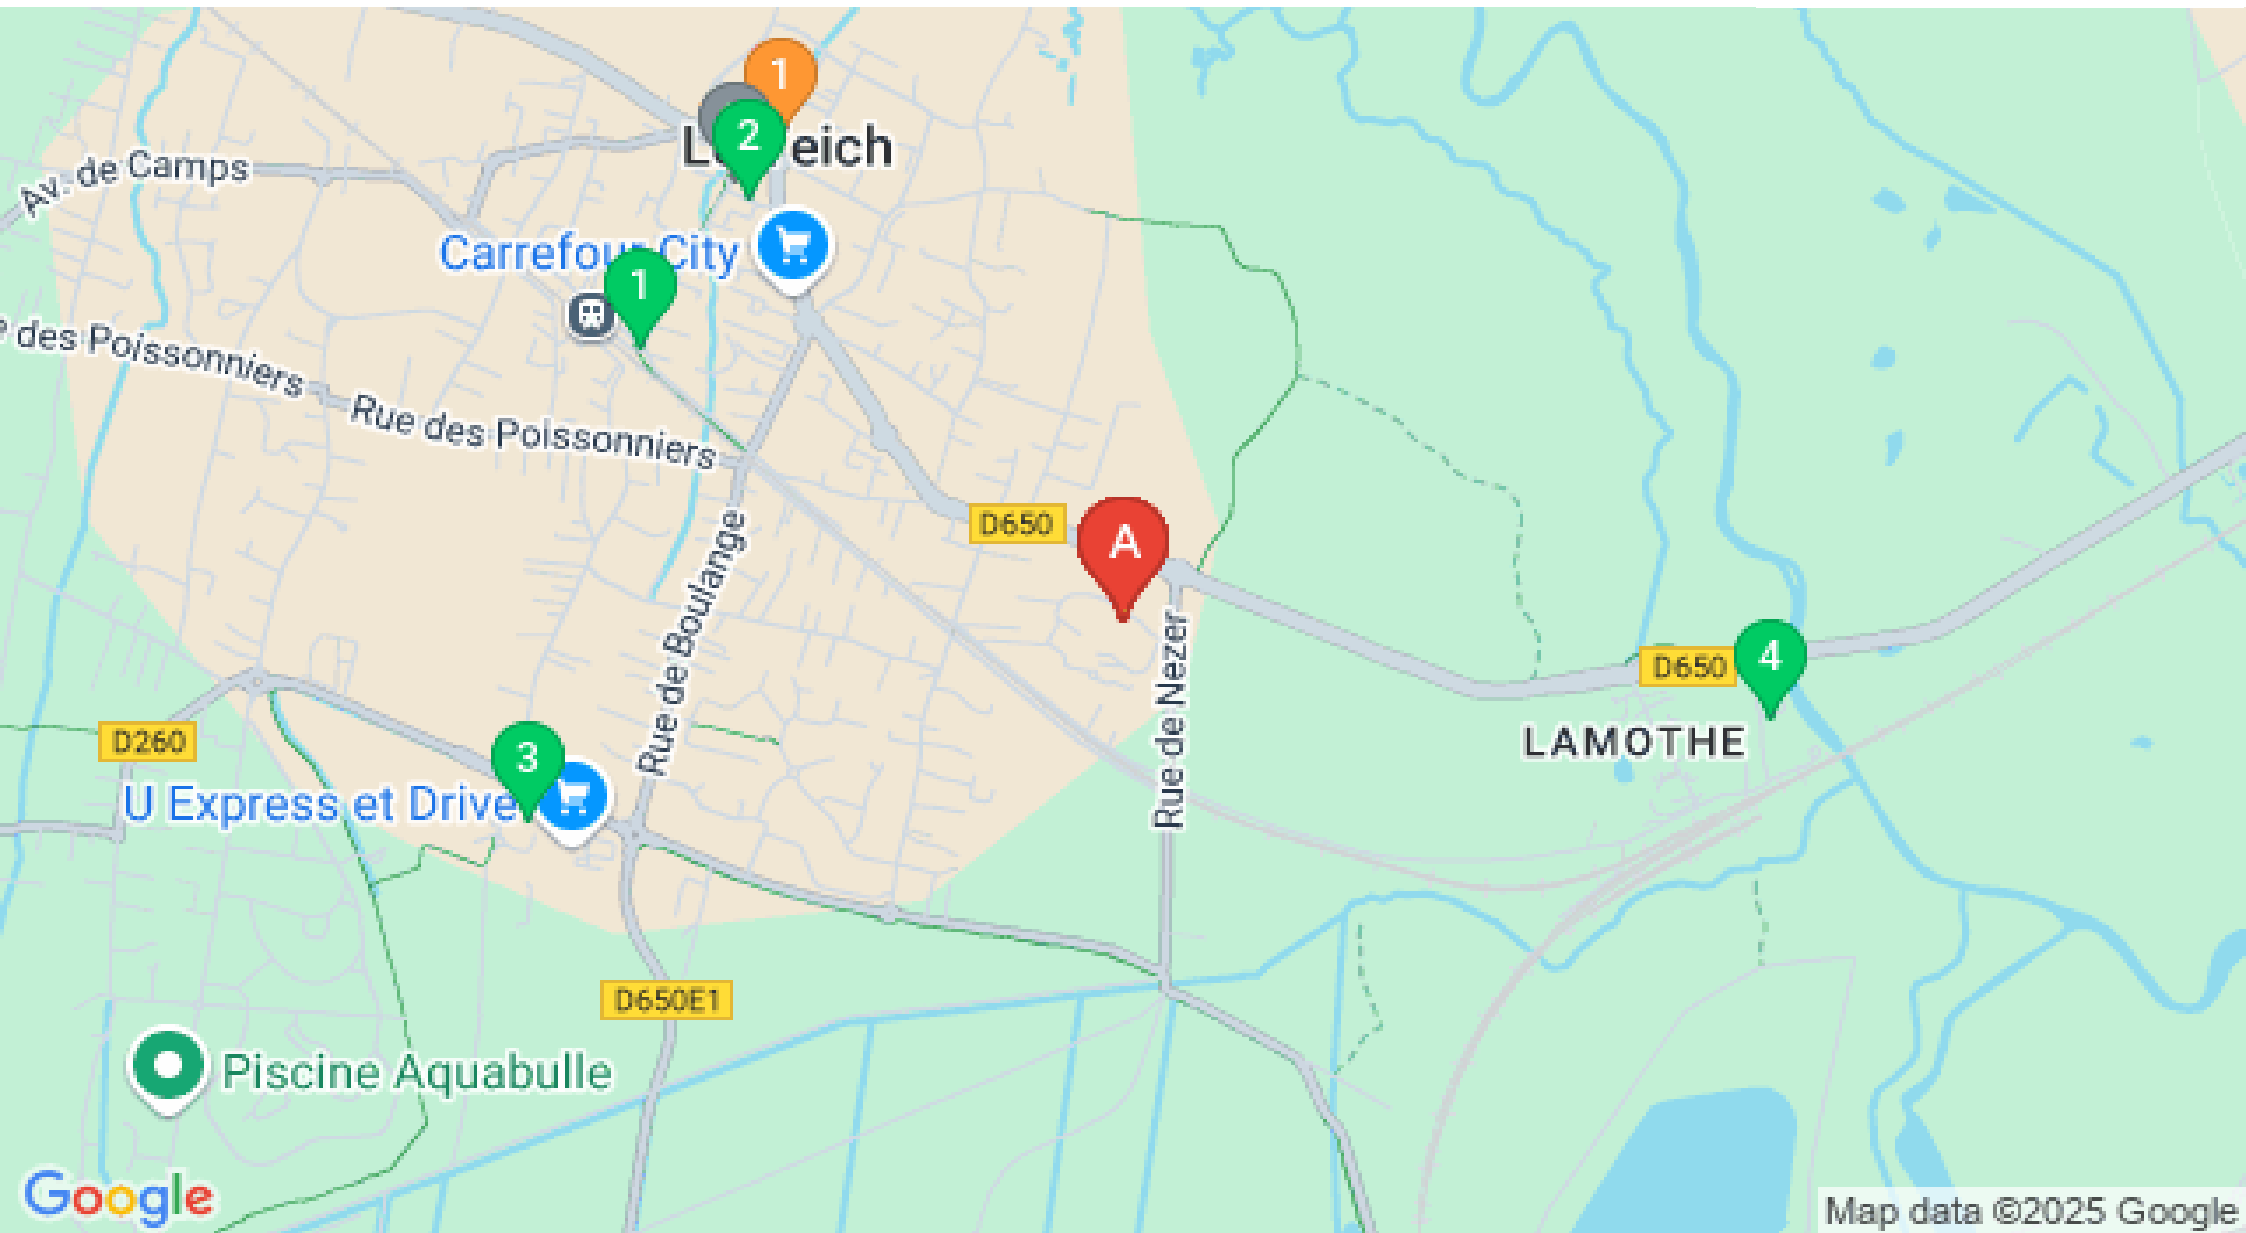 1
2
L eich
Av. de Camps
Carrefour City
1
e des Poissonniers
Rue des Poissonniers
D650
A
Rue de Boulange
Rue de Nezer
D650
4
LAMOTHE
D260
3
U Express et Drive
D650E1
Piscine Aquabulle
Google
Map data ©2025 Google